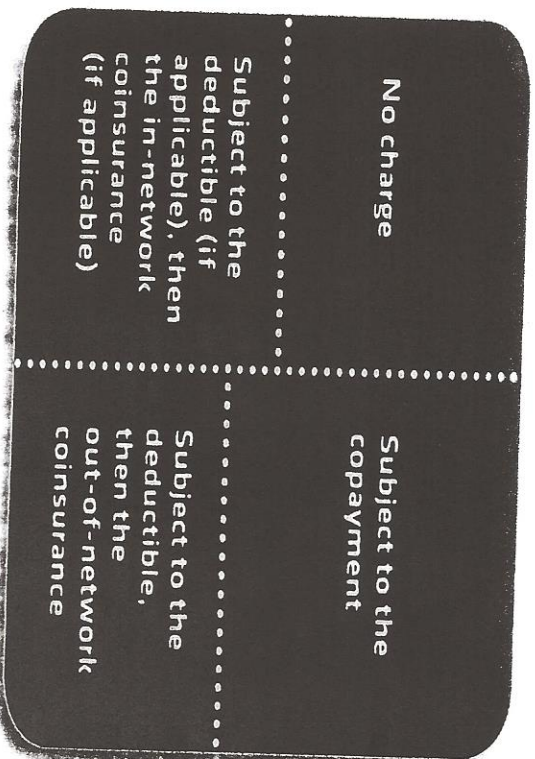 No charge
Subject to the
copayment
Subject to the
deductible (if
applicable), then
the in-network
coinsurance
(if applicable)
Subject to the
deductible,
then the
out-of-network
coinsurance